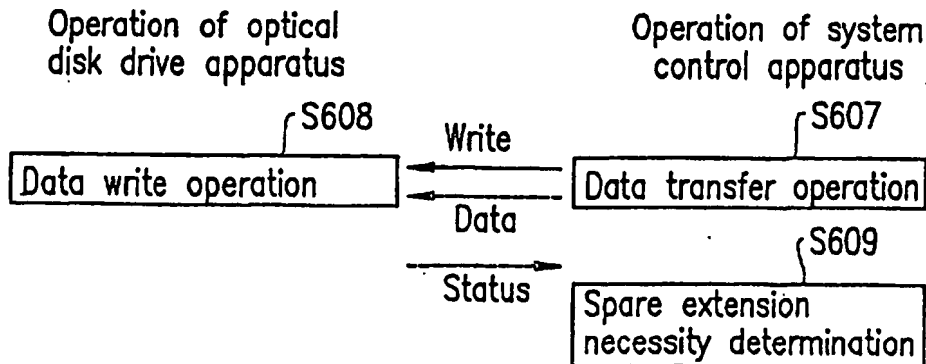 Operation of optical
disk drive apparatus
Operation of system
control apparatus
S608
S607
Write
Data write operation
Data transfer operation
Data
S609
Status
Spare extension
necessity determination